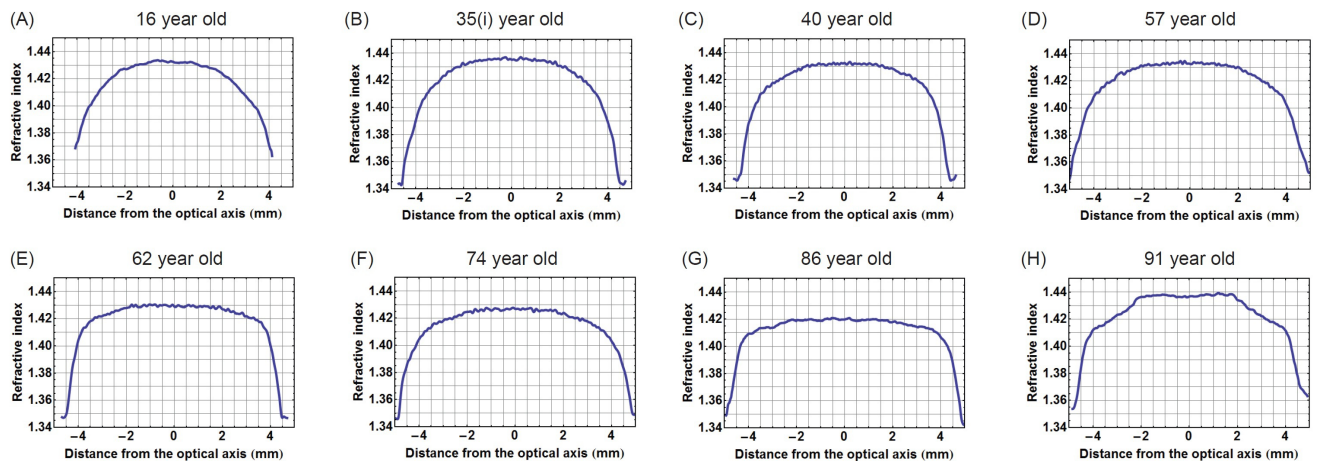 (A) 16 year old
Refractive index
1.44
1.42
1.40
1.38
1.36
1.34
−4 −2 0 2 4
Distance from the optical axis (mm)
(B) 35(i) year old
Refractive index
1.44
1.42
1.40
1.38
1.36
1.34
−4 −2 0 2 4
Distance from the optical axis (mm)
(C) 40 year old
Refractive index
1.44
1.42
1.40
1.38
1.36
1.34
−4 −2 0 2 4
Distance from the optical axis (mm)
(D) 57 year old
Refractive index
1.44
1.42
1.40
1.38
1.36
1.34
−4 −2 0 2 4
Distance from the optical axis (mm)
(E) 62 year old
Refractive index
1.44
1.42
1.40
1.38
1.36
1.34
−4 −2 0 2 4
Distance from the optical axis (mm)
(F) 74 year old
Refractive index
1.44
1.42
1.40
1.38
1.36
1.34
−4 −2 0 2 4
Distance from the optical axis (mm)
(G) 86 year old
Refractive index
1.44
1.42
1.40
1.38
1.36
1.34
−4 −2 0 2 4
Distance from the optical axis (mm)
(H) 91 year old
Refractive index
1.44
1.42
1.40
1.38
1.36
1.34
−4 −2 0 2 4
Distance from the optical axis (mm)